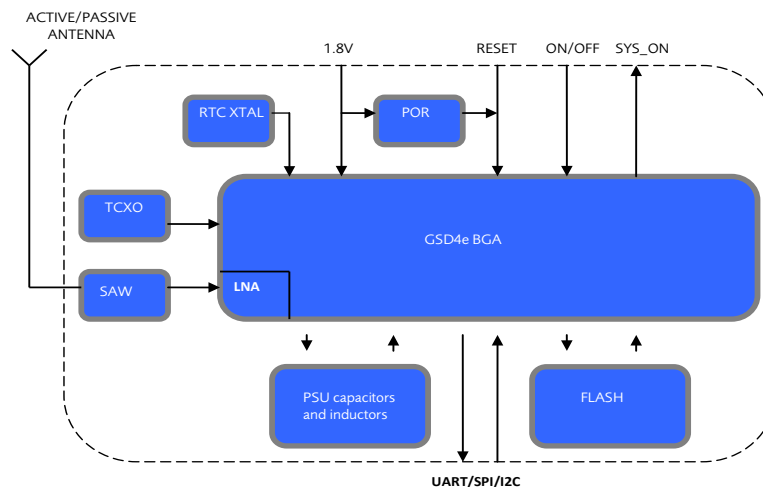 ACTIVE/PASSIVE
ANTENNA
1.8V
RESET
ON/OFF
SYS_ON
RTC XTAL
POR
TCXO
GSD4e BGA
SAW
LNA
PSU capacitors
and inductors
FLASH
UART/SPI/I2C